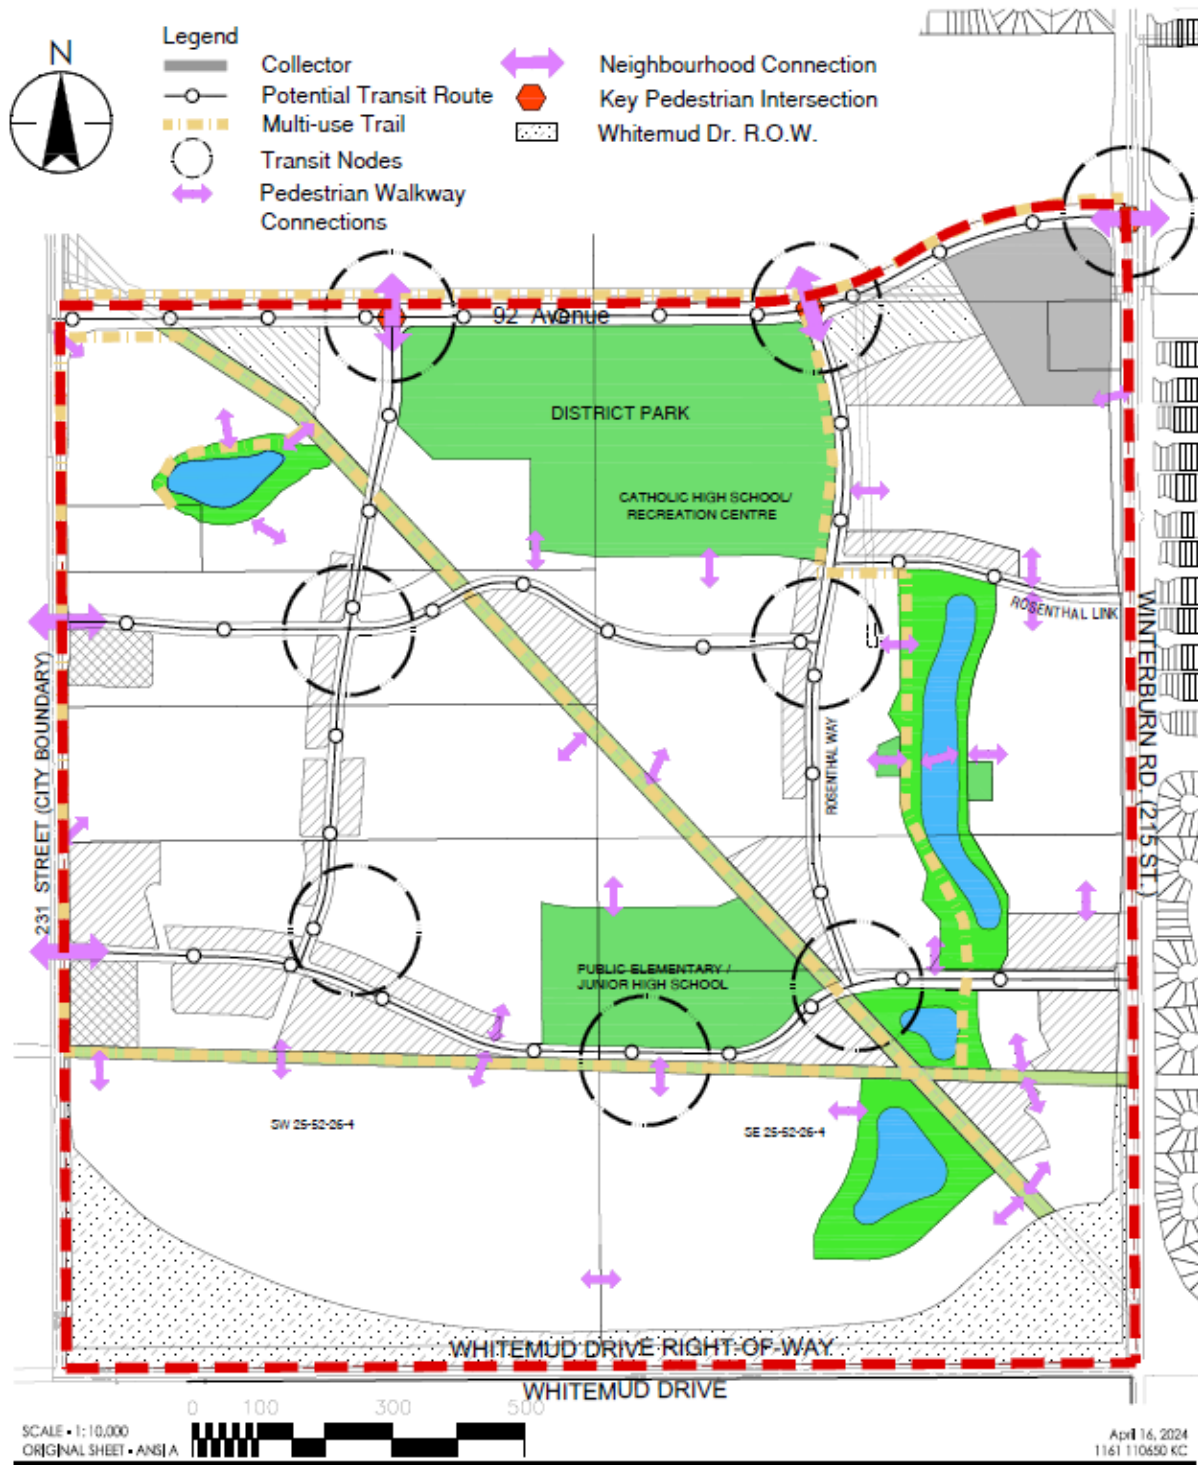 N
Legend
Collector
Potential Transit Route
Multi-use Trail
Transit Nodes
Pedestrian Walkway
Connections
Neighbourhood Connection
Key Pedestrian Intersection
Whitemud Dr. R.O.W.
92 Avenue
DISTRICT PARK
CATHOLIC HIGH SCHOOL/
RECREATION CENTRE
ROSENTHAL LINK
WINTERBURN RD. (215 ST.)
231 STREET (CITY BOUNDARY)
ROSENTHAL WAY
PUBLIC ELEMENTARY /
JUNIOR HIGH SCHOOL
SW 25-52-26-4
SE 25-52-26-4
WHITEMUD DRIVE RIGHT-OF-WAY
WHITEMUD DRIVE
0 100 300 500
SCALE • 1:10,000
ORIGINAL SHEET • ANSI A
April 16, 2024
1161 110650 KC